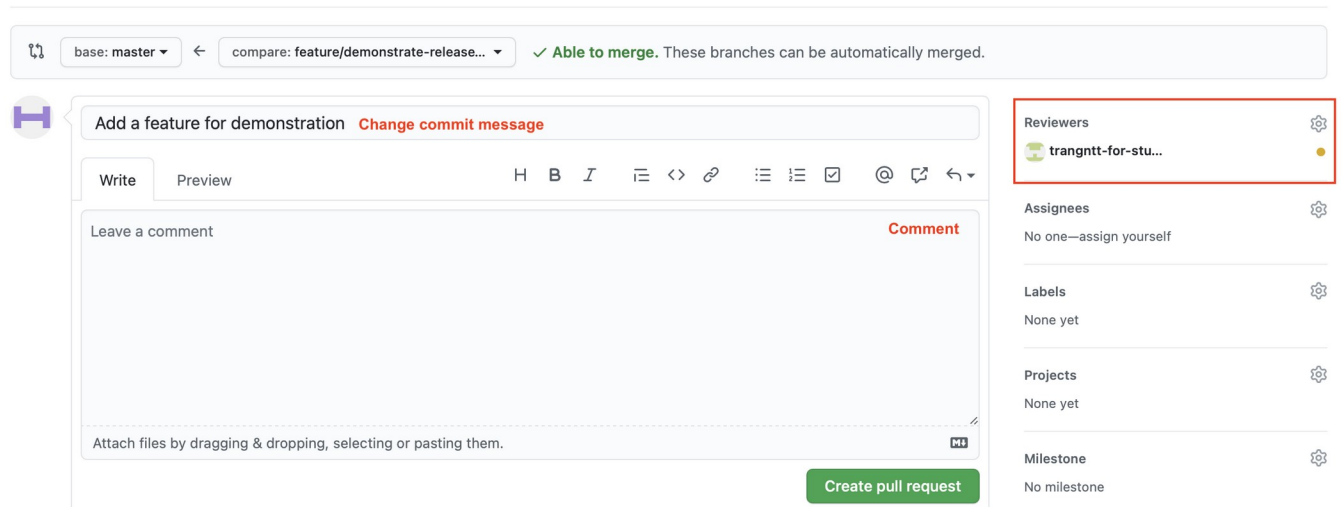 base: master
compare: feature/demonstrate-release...
Able to merge. These branches can be automatically merged.
Add a feature for demonstration Change commit message
Write Preview
H B I @
Leave a comment Comment
Attach files by dragging & dropping, selecting or pasting them.
Create pull request
Reviewers
trangntt-for-stu...
Assignees
No one—assign yourself
Labels
None yet
Projects
None yet
Milestone
No milestone